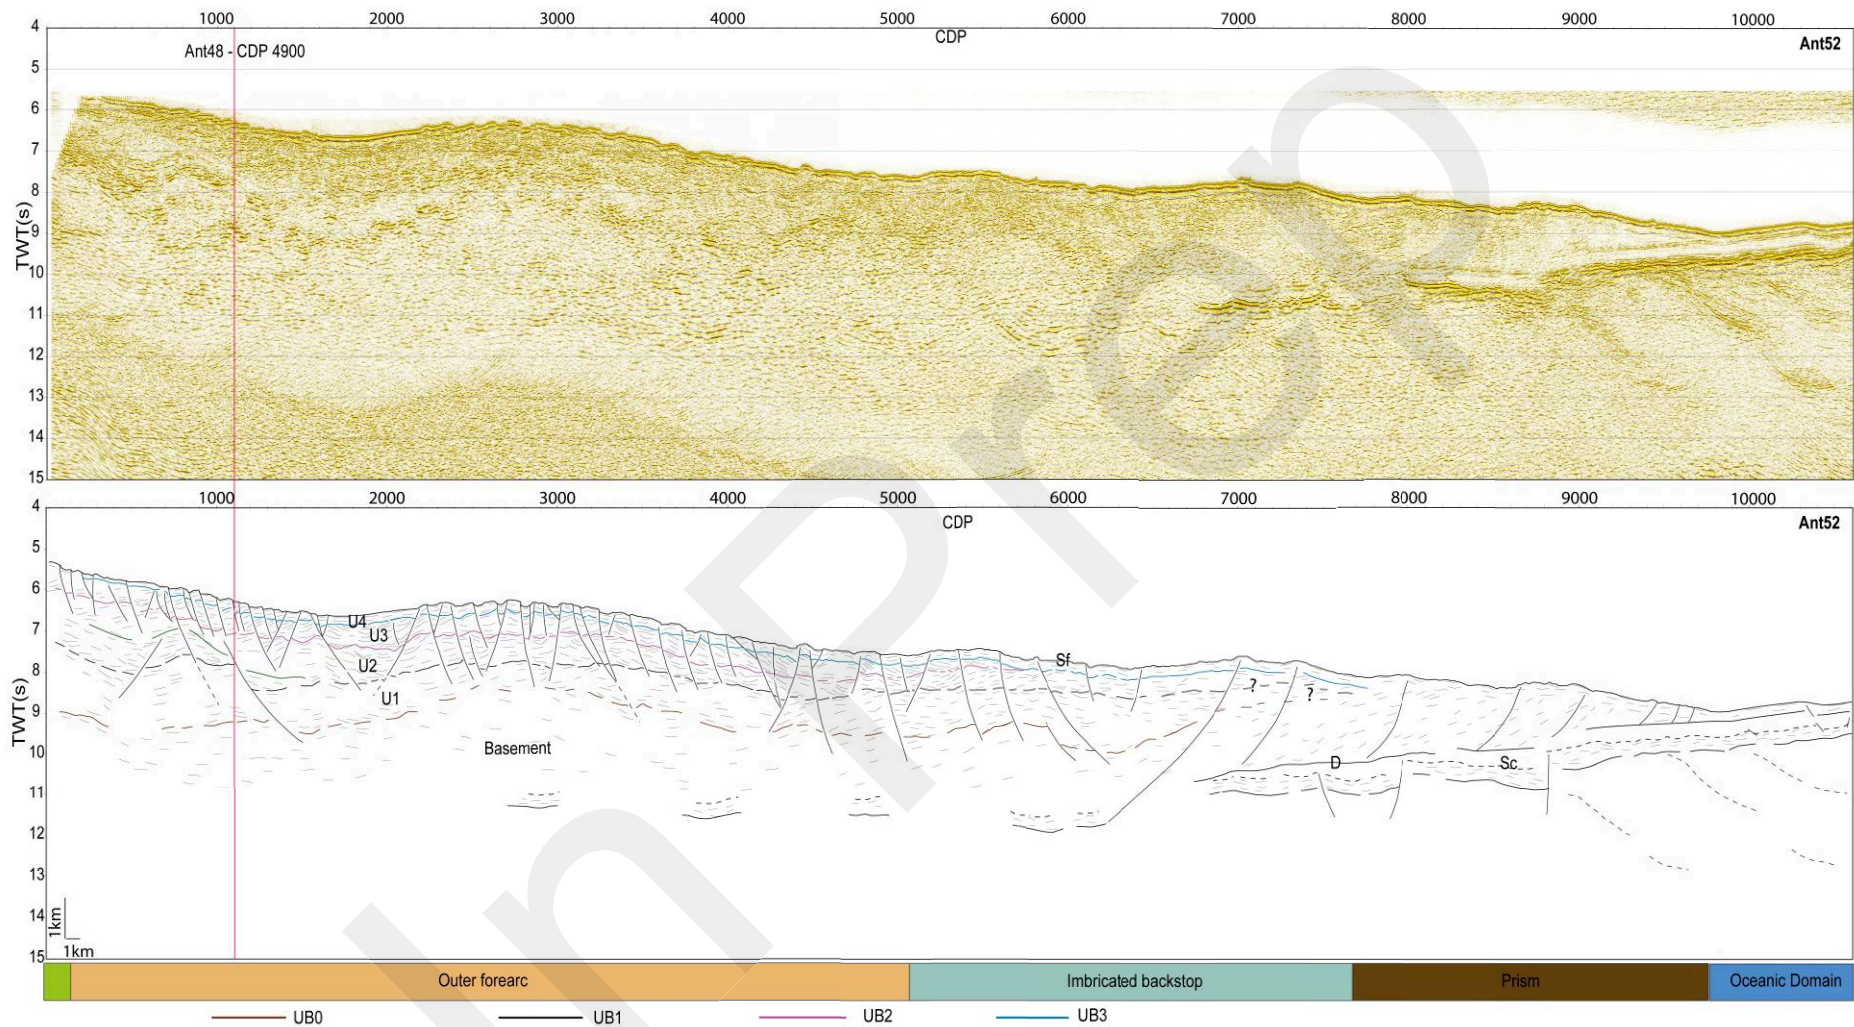 1000 2000 3000 4000 5000 6000 7000 8000 9000 10000
CDP
Ant48 - CDP 4900
Ant52
TWT(s)
4
5
6
7
8
9
10
11
12
13
14
15
1000 2000 3000 4000 5000 6000 7000 8000 9000 10000
CDP
Ant52
TWT(s)
4
5
6
7
8
9
10
11
12
13
14
15
U4
U3
U2
U1
Sf
? ?
Basement
D
Sc
1km
1km
Outer forearc Imbricated backstop Prism Oceanic Domain
UB0 UB1 UB2 UB3
In Prep